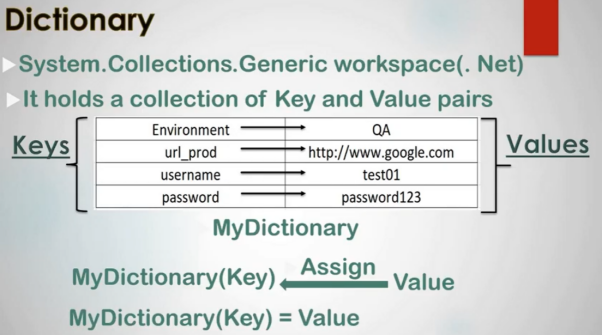 Dictionary
System.Collections.Generic workspace(. Net)
It holds a collection of Key and Value pairs
Keys
Environment QA
url_prod http://www.google.com
username test01
password password123
Values
MyDictionary
MyDictionary(Key) Assign Value
MyDictionary(Key) = Value